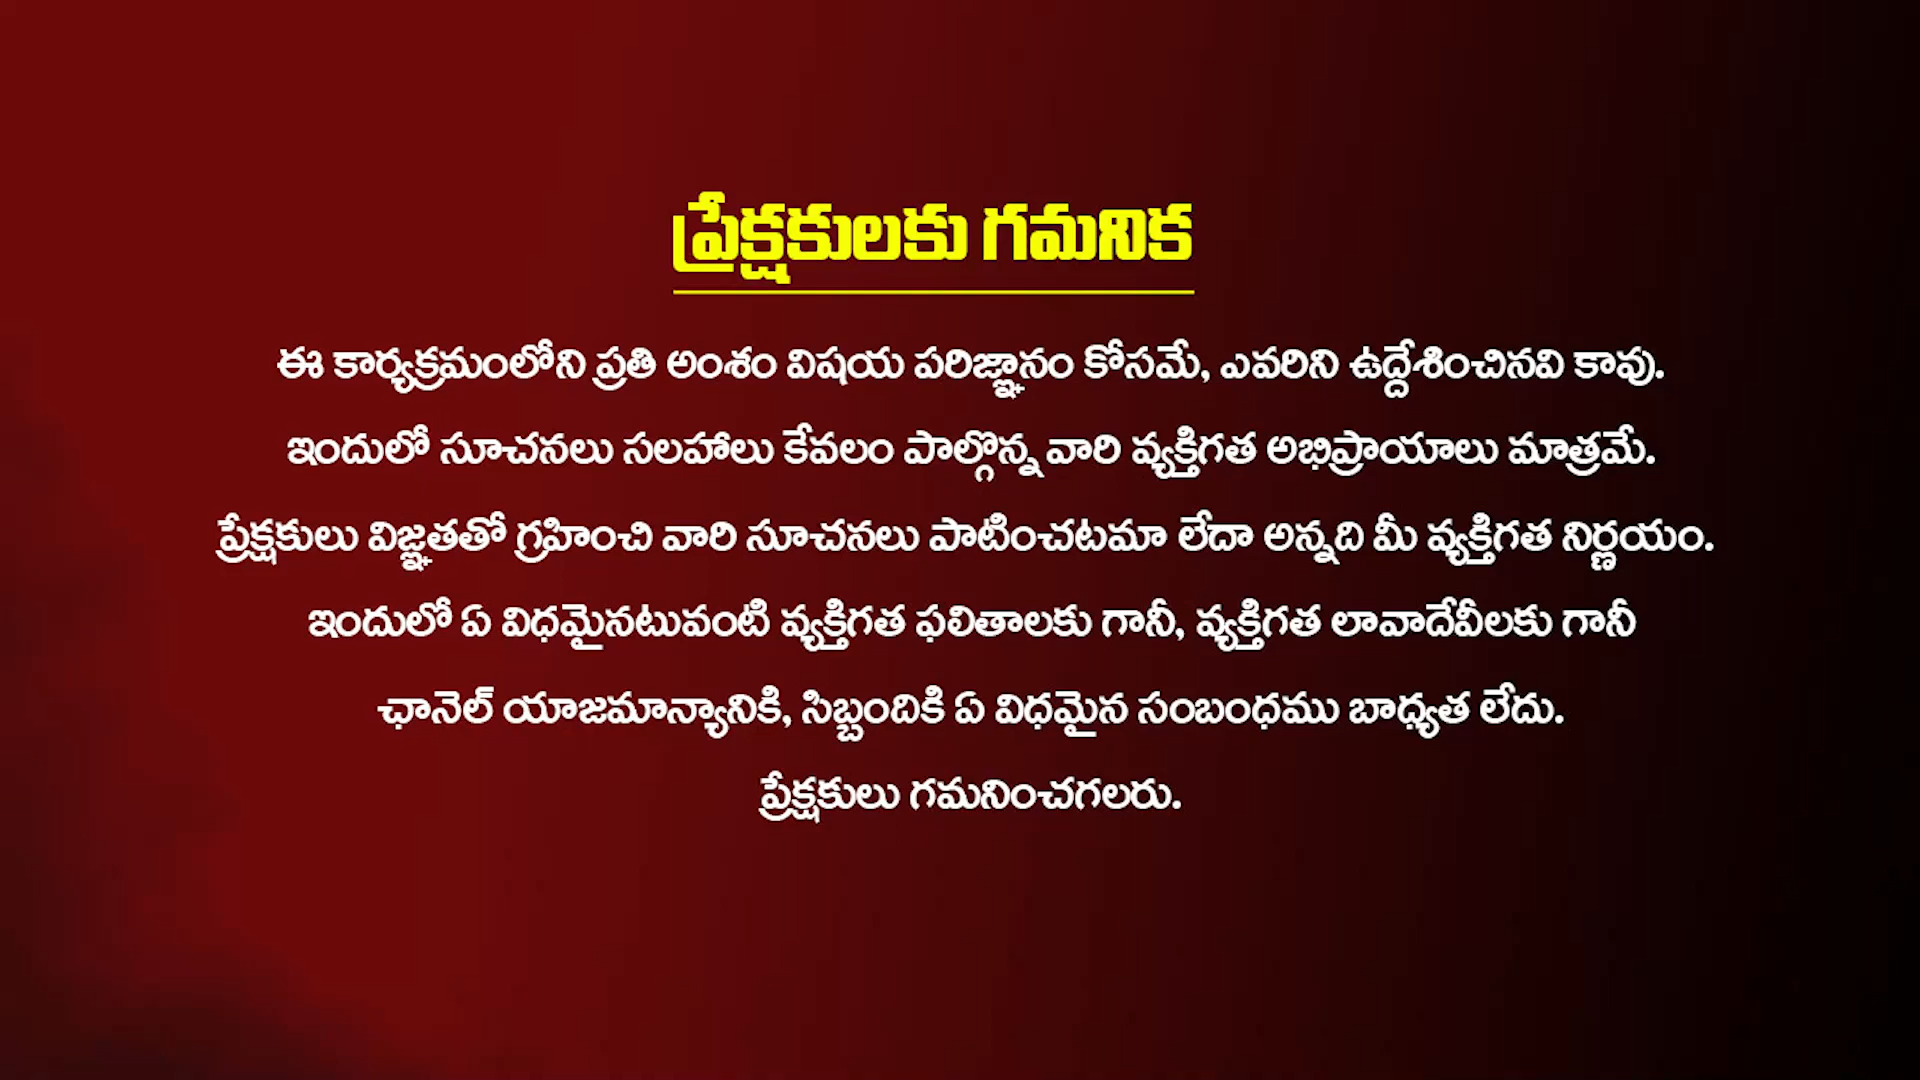 ప్రేక్షకులకు గమనిక
ఈ కార్యక్రమంలోని ప్రతి అంశం విషయ పరిజ్ఞానం కోసమే, ఎవరిని ఉద్దేశించినవి కావు.
ఇందులో సూచనలు సలహాలు కేవలం పాల్గొన్న వారి వ్యక్తిగత అభిప్రాయాలు మాత్రమే.
ప్రేక్షకులు విజ్ఞతతో గ్రహించి వారి సూచనలు పాటించటమా లేదా అన్నది మీ వ్యక్తిగత నిర్ణయం.
ఇందులో ఏ విధమైనటువంటి వ్యక్తిగత ఫలితాలకు గానీ, వ్యక్తిగత లావాదేవీలకు గానీ
ఛానెల్ యాజమాన్యానికి, సిబ్బందికి ఏ విధమైన సంబంధము బాధ్యత లేదు.
ప్రేక్షకులు గమనించగలరు.